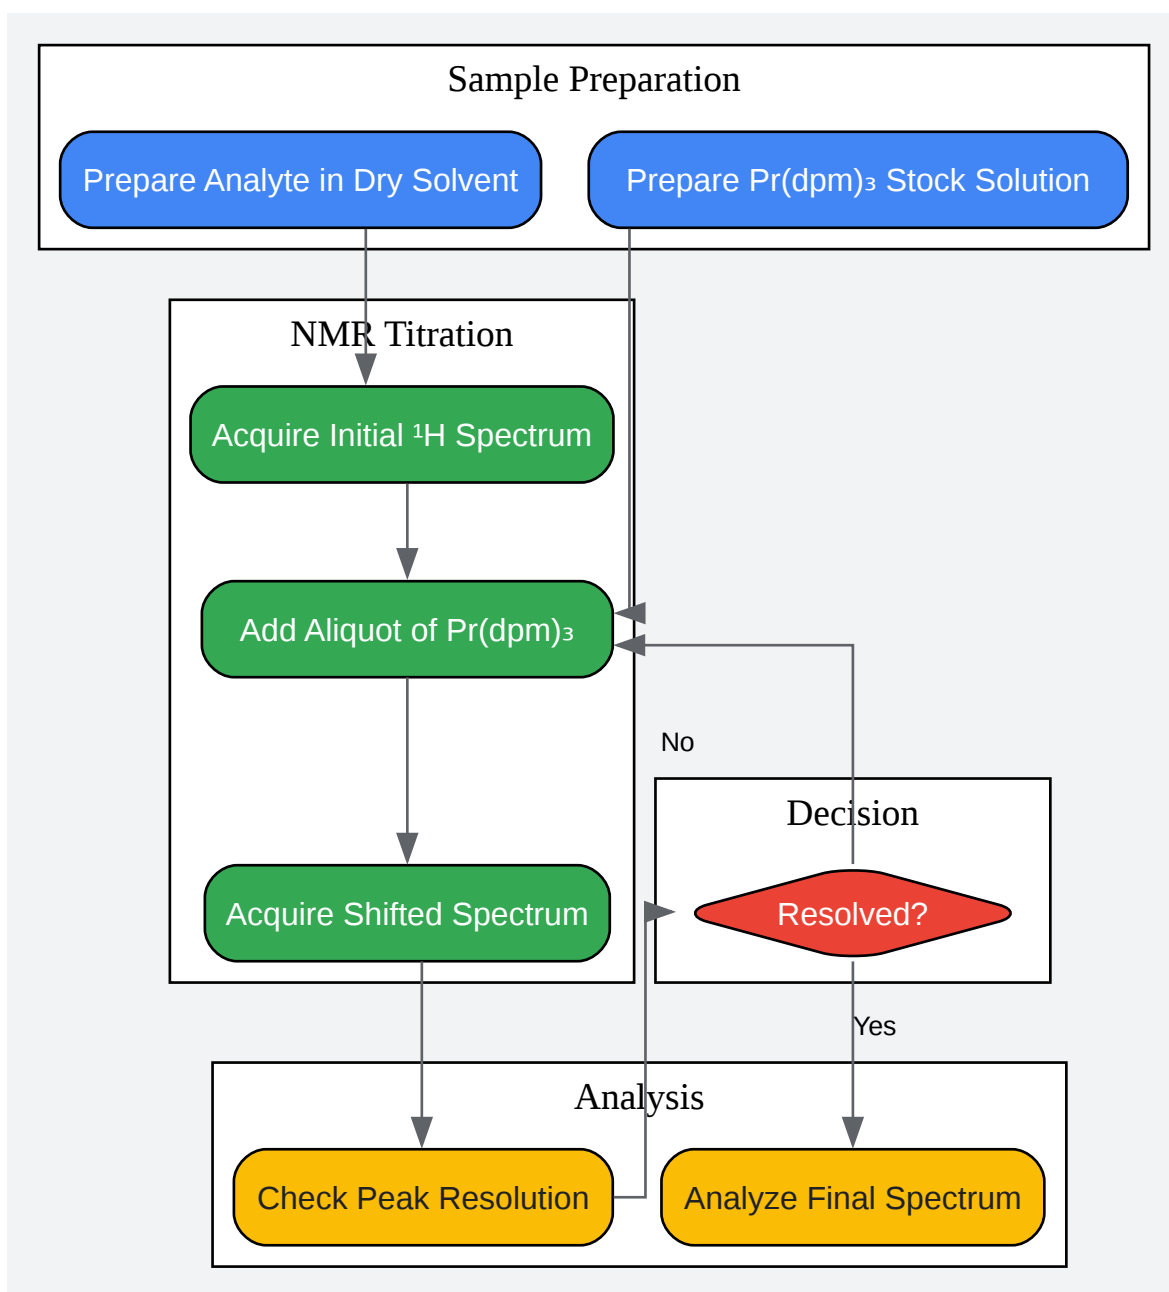 Sample Preparation
Prepare Analyte in Dry Solvent
Prepare Pr(dpm)₃ Stock Solution
NMR Titration
Acquire Initial ¹H Spectrum
Add Aliquot of Pr(dpm)₃
No
Decision
Acquire Shifted Spectrum
Resolved?
Yes
Analysis
Check Peak Resolution
Analyze Final Spectrum